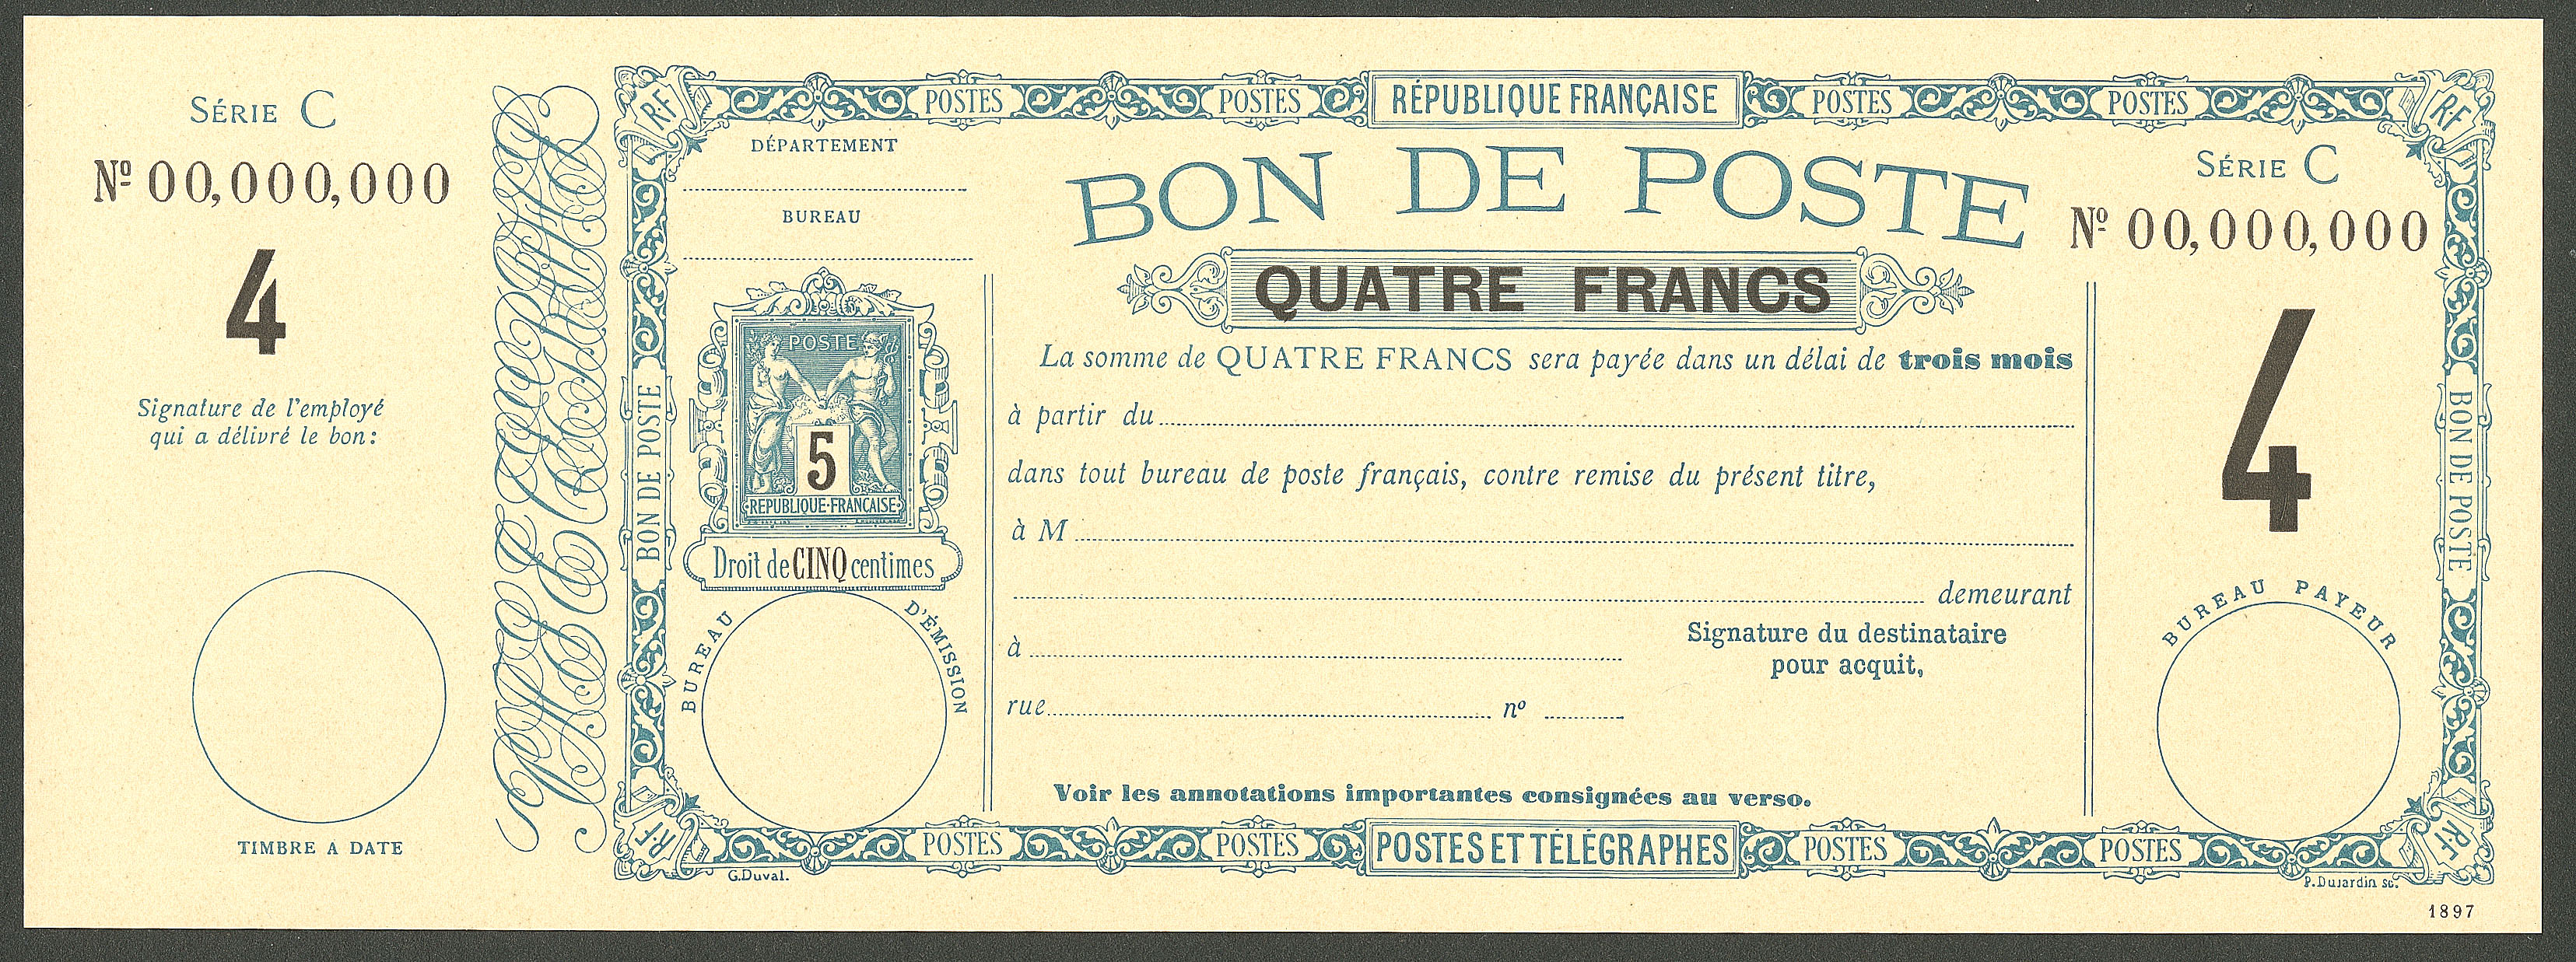 SÉRIE C
Nº 00,000,000
4
Signature de l'employé
qui a délivré le bon:
TIMBRE A DATE
R·F POSTES POSTES RÉPUBLIQUE FRANÇAISE POSTES POSTES R·F
BON DE POSTE
DÉPARTEMENT
BUREAU
POSTE
5
REPUBLIQUE·FRANCAISE
Droit de CINQ centimes
BUREAU D'ÉMISSION
BON DE POSTE
QUATRE FRANCS
La somme de QUATRE FRANCS sera payée dans un délai de trois mois
à partir du
dans tout bureau de poste français, contre remise du présent titre,
à M
demeurant
à
rue nº
Signature du destinataire
pour acquit,
Voir les annotations importantes consignées au verso.
SÉRIE C
Nº 00,000,000
4
BUREAU PAYEUR
BON DE POSTE
R·F POSTES POSTES POSTES ET TÉLÉGRAPHES POSTES POSTES R·F
G.Duval.
P.Dujardin sc.
1897